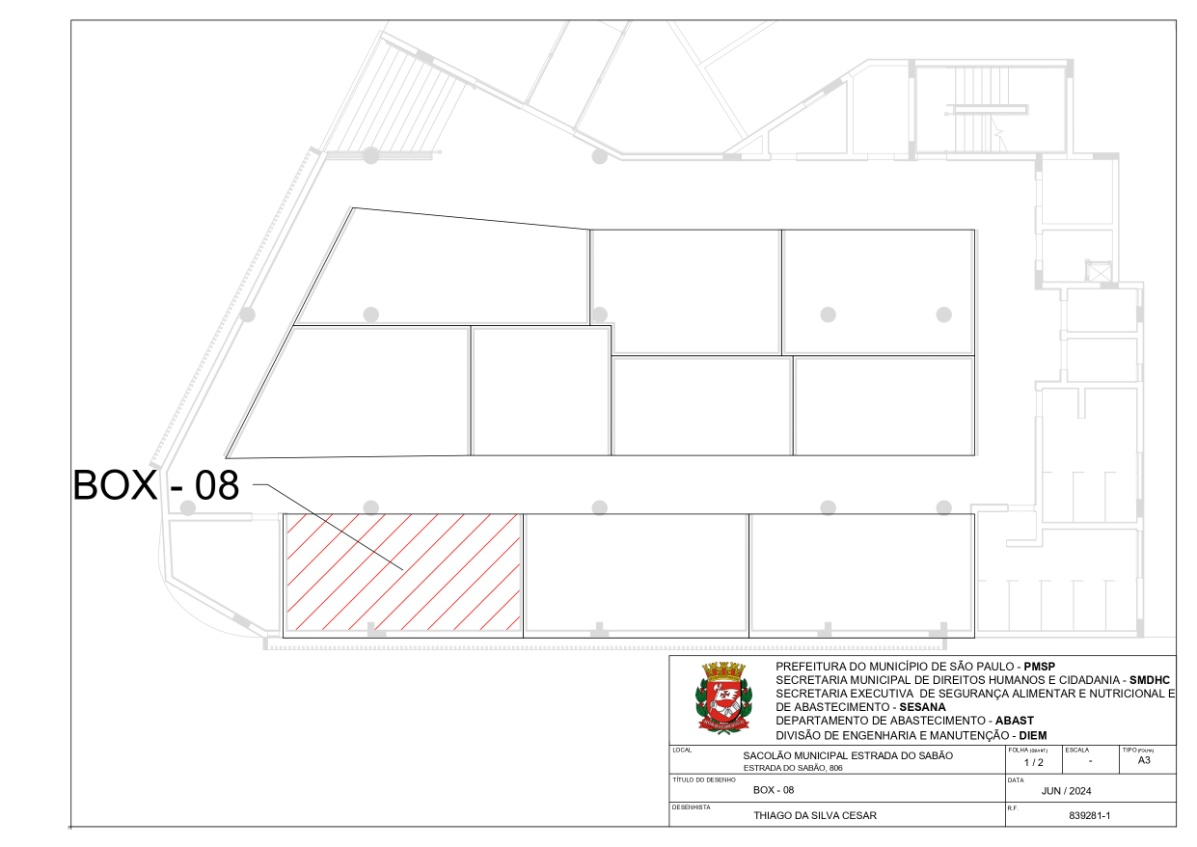 BOX - 08
PREFEITURA DO MUNICÍPIO DE SÃO PAULO - PMSP
SECRETARIA MUNICIPAL DE DIREITOS HUMANOS E CIDADANIA - SMDHC
SECRETARIA EXECUTIVA DE SEGURANÇA ALIMENTAR E NUTRICIONAL E
DE ABASTECIMENTO - SESANA
DEPARTAMENTO DE ABASTECIMENTO - ABAST
DIVISÃO DE ENGENHARIA E MANUTENÇÃO - DIEM
LOCAL
SACOLÃO MUNICIPAL ESTRADA DO SABÃO
ESTRADA DO SABÃO, 806
FOLHA
1 / 2
ESCALA
-
TIPO (FOLHA)
A3
TÍTULO DO DESENHO
BOX - 08
DATA
JUN / 2024
DESENHISTA
THIAGO DA SILVA CESAR
R.F.
839281-1